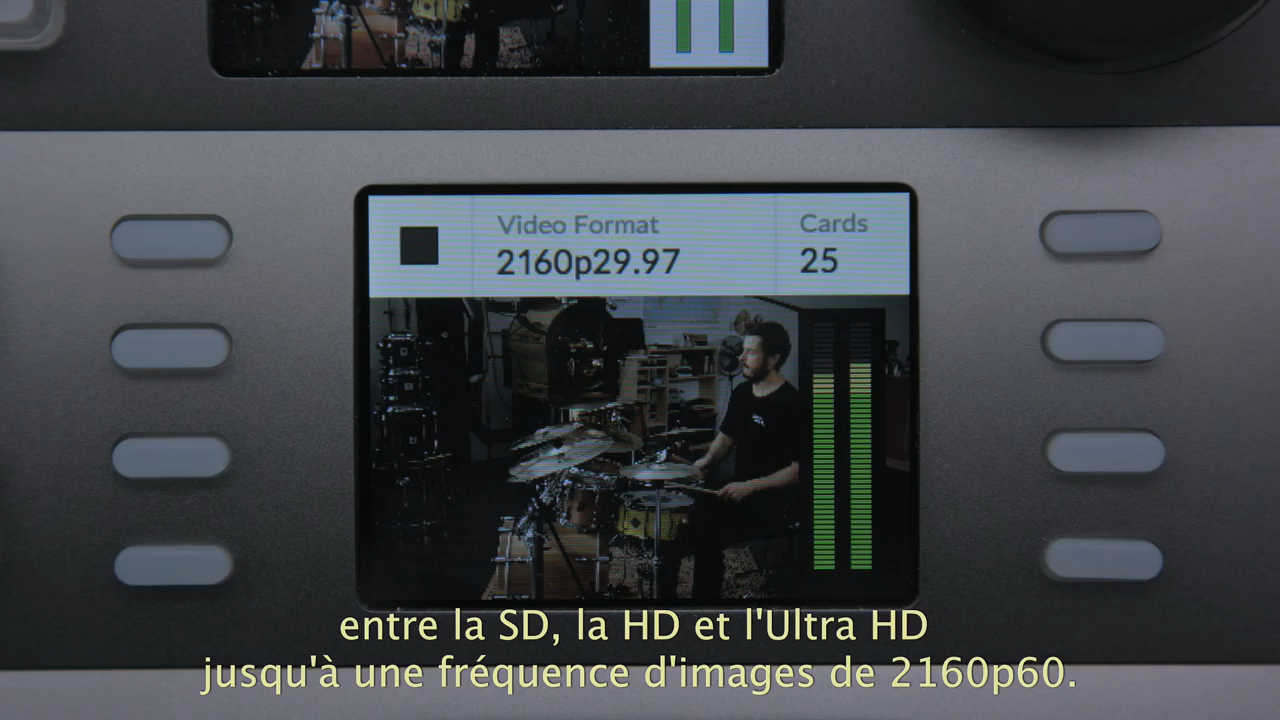 Video Format
2160p29.97
Cards
25
entre la SD, la HD et l'Ultra HD
jusqu'à une fréquence d'images de 2160p60.